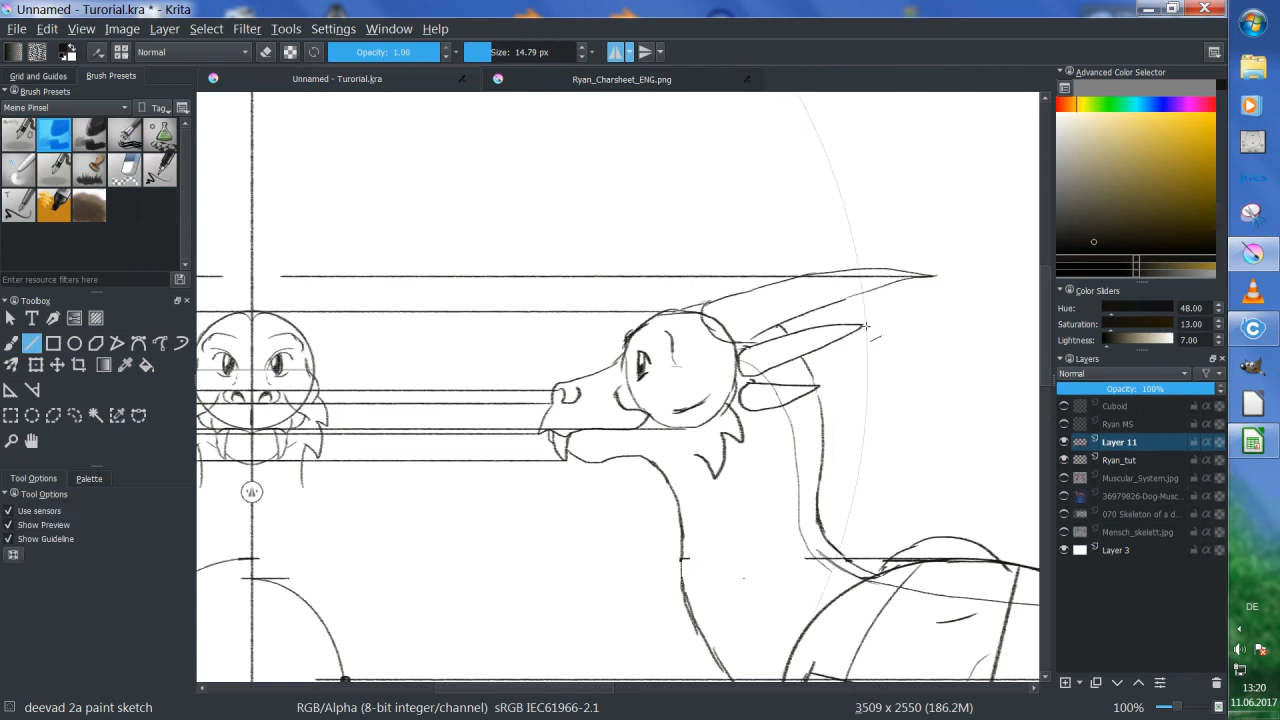 Unnamed - Turorial.kra * - Krita
File Edit View Image Layer Select Filter Tools Settings Window Help
Normal Opacity: 1.00 Size: 14.79 px
Grid and Guides Brush Presets
Unnamed - Turorial.kra Ryan_Charsheet_ENG.png
Brush Presets
Meine Pinsel Tag
Enter resource filters here
Toolbox
Tool Options Palette
Tool Options
Use sensors
Show Preview
Show Guideline
Advanced Color Selector
Color Sliders
Hue: 48.00
Saturation: 13.00
Lightness: 7.00
Layers
Normal
Opacity: 100%
Cuboid
Ryan MS
Layer 11
Ryan_tut
Muscular_System.jpg
36979826-Dog-Musc...
070 Skeleton of a d...
Mensch_skelett.jpg
Layer 3
deevad 2a paint sketch RGB/Alpha (8-bit integer/channel) sRGB IEC61966-2.1 3509 x 2550 (186.2M) 100%
DE
13:20
11.06.2017